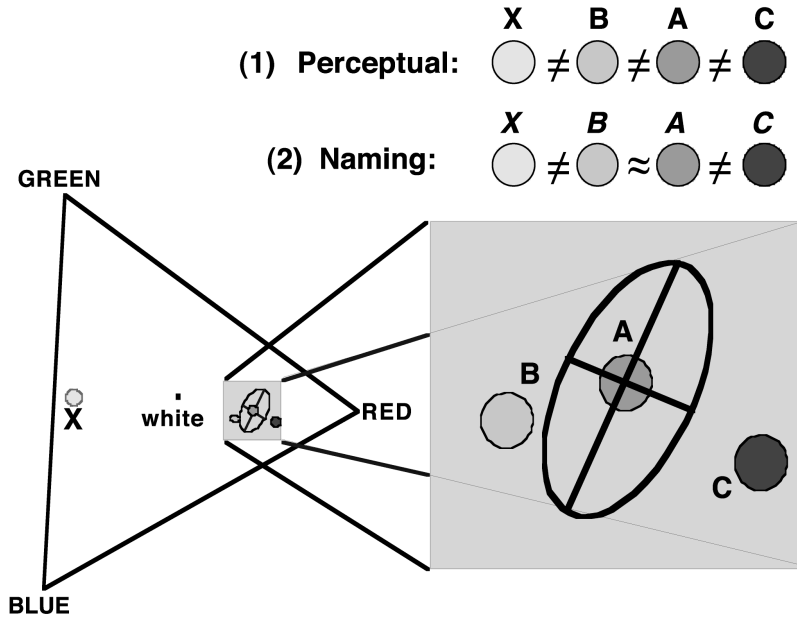 X B A C
(1) Perceptual: ≠ ≠ ≠
X B A C
(2) Naming: ≠ ≈ ≠
GREEN
A
B
X
white
RED
C
BLUE